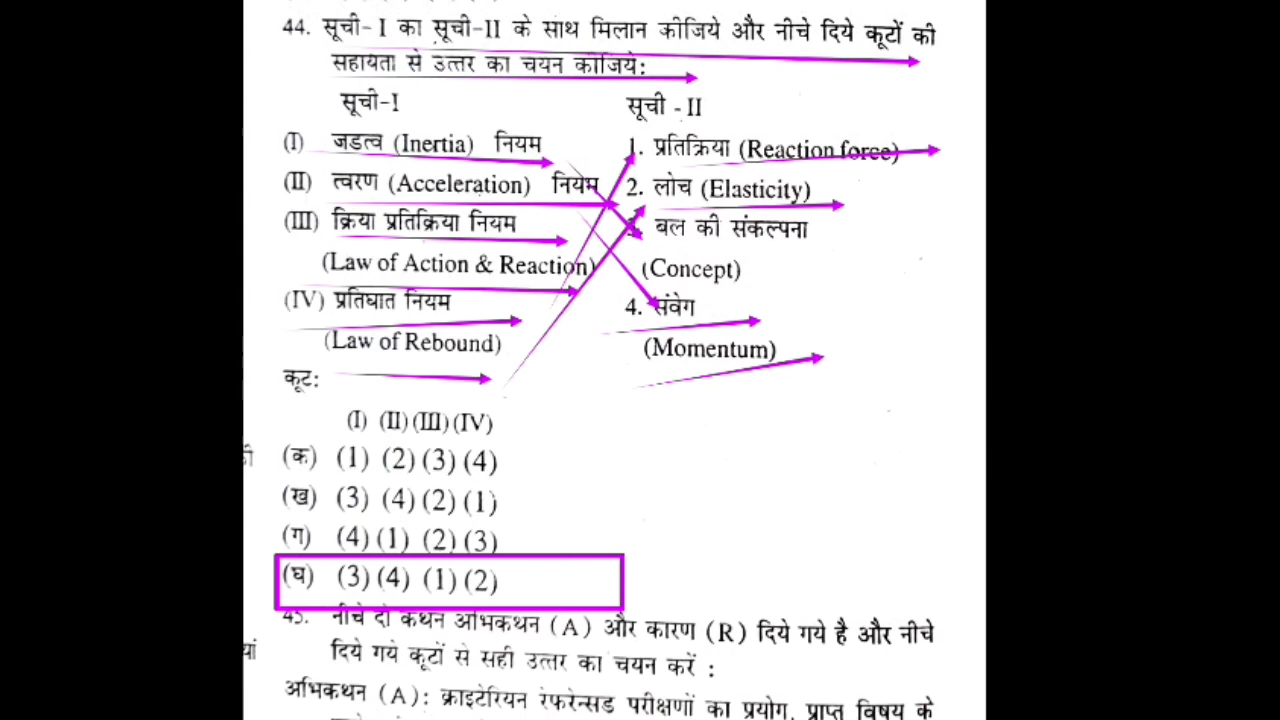 44. सूची- I का सूची-II के साथ मिलान कीजिये और नीचे दिये कूटों की
सहायता से उत्तर का चयन कीजिये:
सूची-I
सूची - II
(I) जडत्व (Inertia) नियम
1. प्रतिक्रिया (Reaction force)
(II) त्वरण (Acceleration) नियम
2. लोच (Elasticity)
(III) क्रिया प्रतिक्रिया नियम
3. बल की संकल्पना
(Law of Action & Reaction)
(Concept)
(IV) प्रतिघात नियम
4. संवेग
(Law of Rebound)
(Momentum)
कूट:
(I) (II) (III) (IV)
(क) (1) (2) (3) (4)
(ख) (3) (4) (2) (1)
(ग) (4) (1) (2) (3)
(घ) (3) (4) (1) (2)
45. नीचे दो कथन अभिकथन (A) और कारण (R) दिये गये है और नीचे
दिये गये कूटों से सही उत्तर का चयन करें :
अभिकथन (A): क्राइटेरियन रेफरेन्सड परीक्षणों का प्रयोग, प्राप्त विषय के